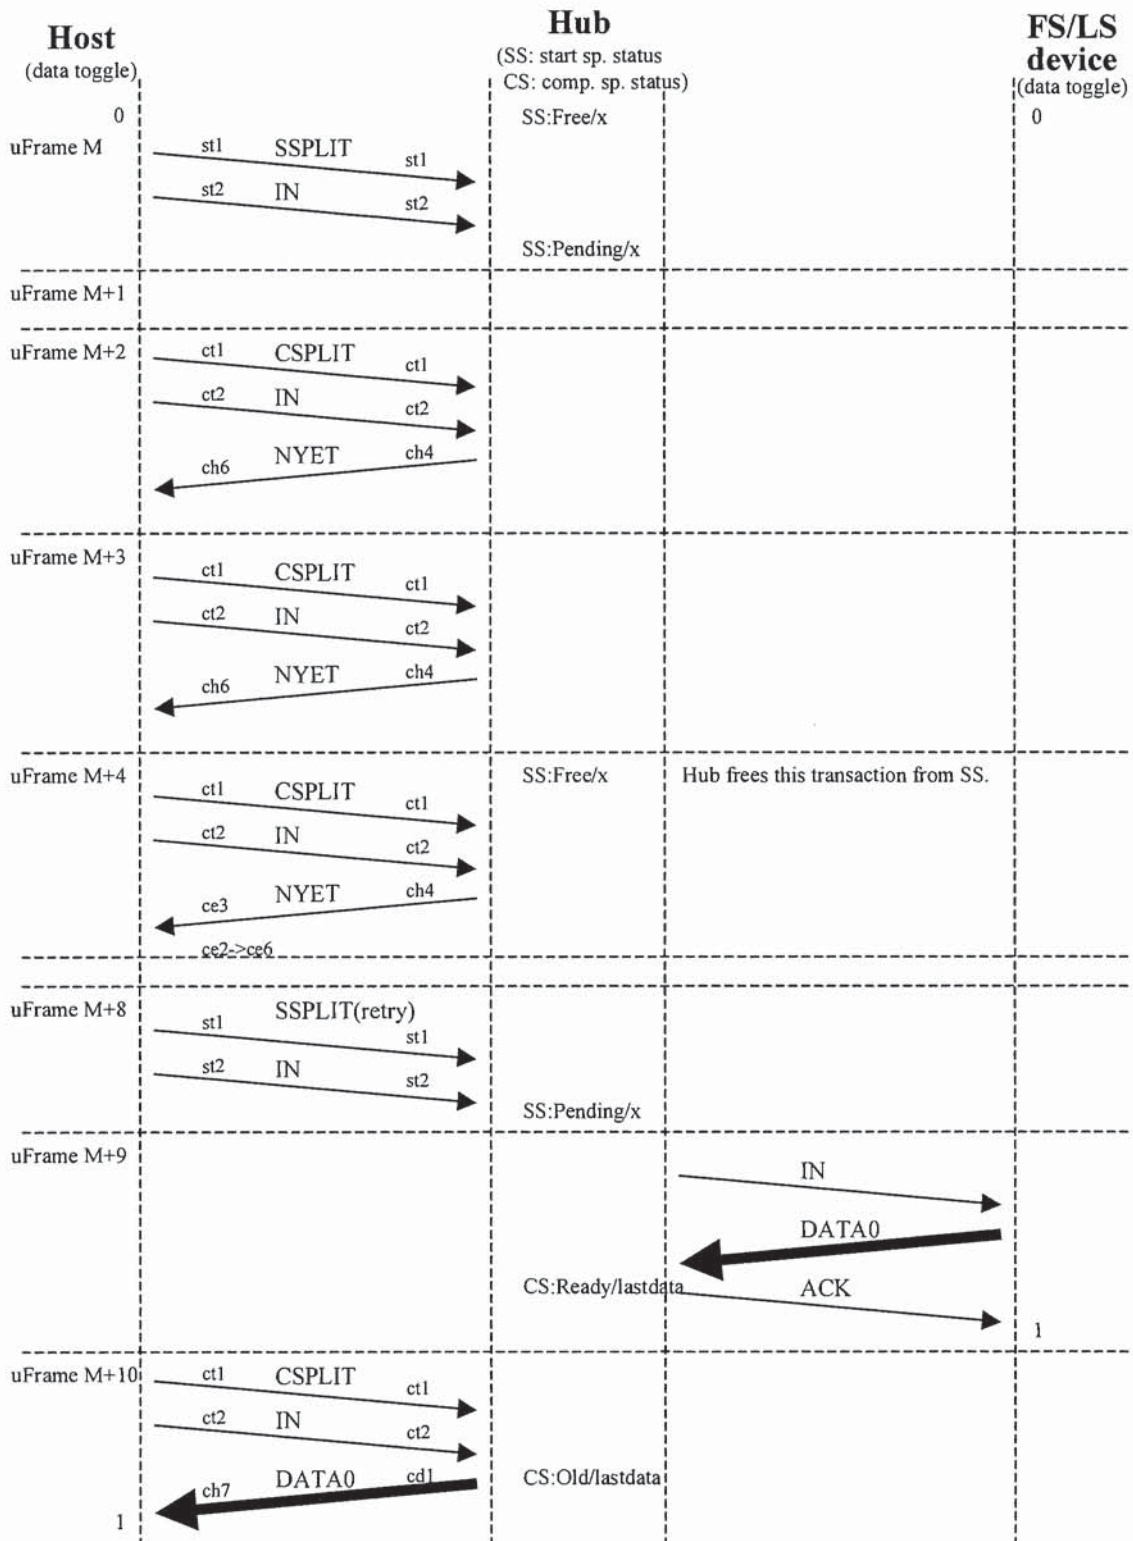 Host
(data toggle)
Hub
(SS: start sp. status
CS: comp. sp. status)
FS/LS
device
(data toggle)
0
SS:Free/x
0
uFrame M
st1 SSPLIT st1
st2 IN st2
SS:Pending/x
uFrame M+1
uFrame M+2
ct1 CSPLIT ct1
ct2 IN ct2
ch6 NYET ch4
uFrame M+3
ct1 CSPLIT ct1
ct2 IN ct2
ch6 NYET ch4
uFrame M+4
SS:Free/x
Hub frees this transaction from SS.
ct1 CSPLIT ct1
ct2 IN ct2
ce3 NYET ch4
ce2->ce6
uFrame M+8
st1 SSPLIT(retry) st1
st2 IN st2
SS:Pending/x
uFrame M+9
IN
DATA0
CS:Ready/lastdata
ACK
1
uFrame M+10
ct1 CSPLIT ct1
ct2 IN ct2
ch7 DATA0 cd1
CS:Old/lastdata
1